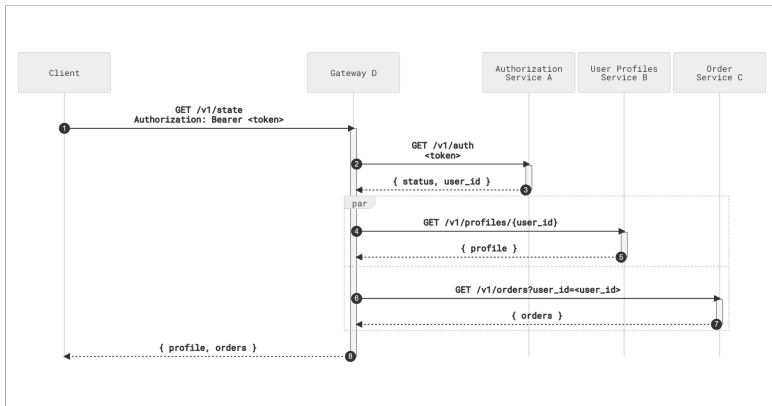 Client
Gateway D
Authorization
Service A
User Profiles
Service B
Order
Service C
GET /v1/state
Authorization: Bearer <token>
1
GET /v1/auth
<token>
2
{ status, user_id }
3
par
GET /v1/profiles/{user_id}
4
{ profile }
5
GET /v1/orders?user_id=<user_id>
6
{ orders }
7
{ profile, orders }
8